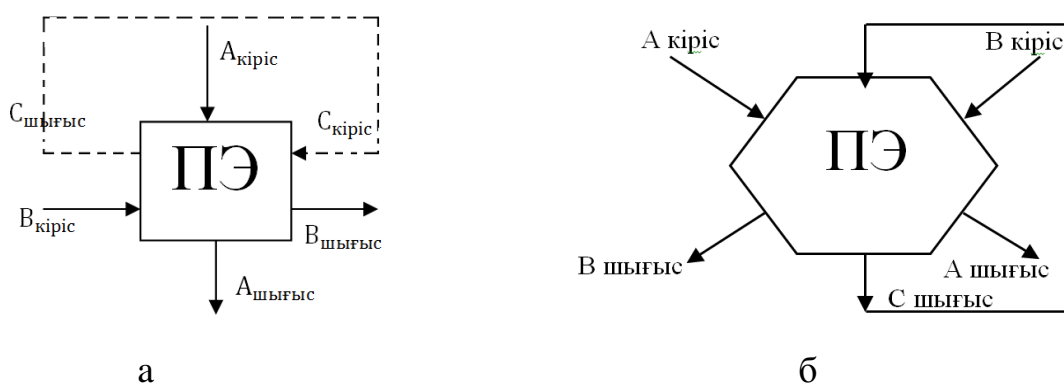 Aкіріс
Cшығыс
Cкіріс
ПЭ
Bкіріс
Bшығыс
Aшығыс
а
А кіріс
В кіріс
ПЭ
В шығыс
А шығыс
С шығыс
б